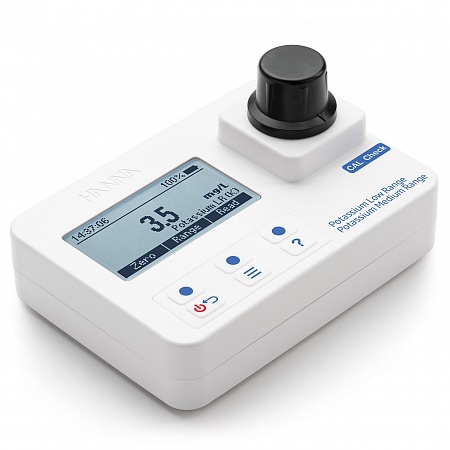 HANNA
CAL Check
14:37:06
100%
3,5 mg/L
Potassium LR (K)
Zero Range Read
Potassium Low Range
Potassium Medium Range
?